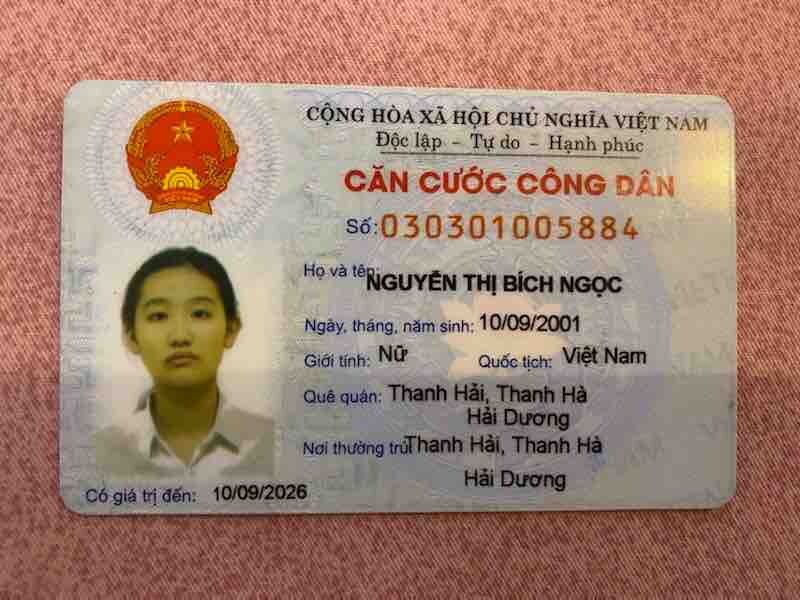 CỘNG HÒA XÃ HỘI CHỦ NGHĨA VIỆT NAM
Độc lập - Tự do - Hạnh phúc
CĂN CƯỚC CÔNG DÂN
Số: 030301005884
Họ và tên: NGUYỄN THỊ BÍCH NGỌC
Ngày, tháng, năm sinh: 10/09/2001
Giới tính: Nữ Quốc tịch: Việt Nam
Quê quán: Thanh Hải, Thanh Hà
Hải Dương
Nơi thường trú: Thanh Hải, Thanh Hà
Hải Dương
Có giá trị đến: 10/09/2026